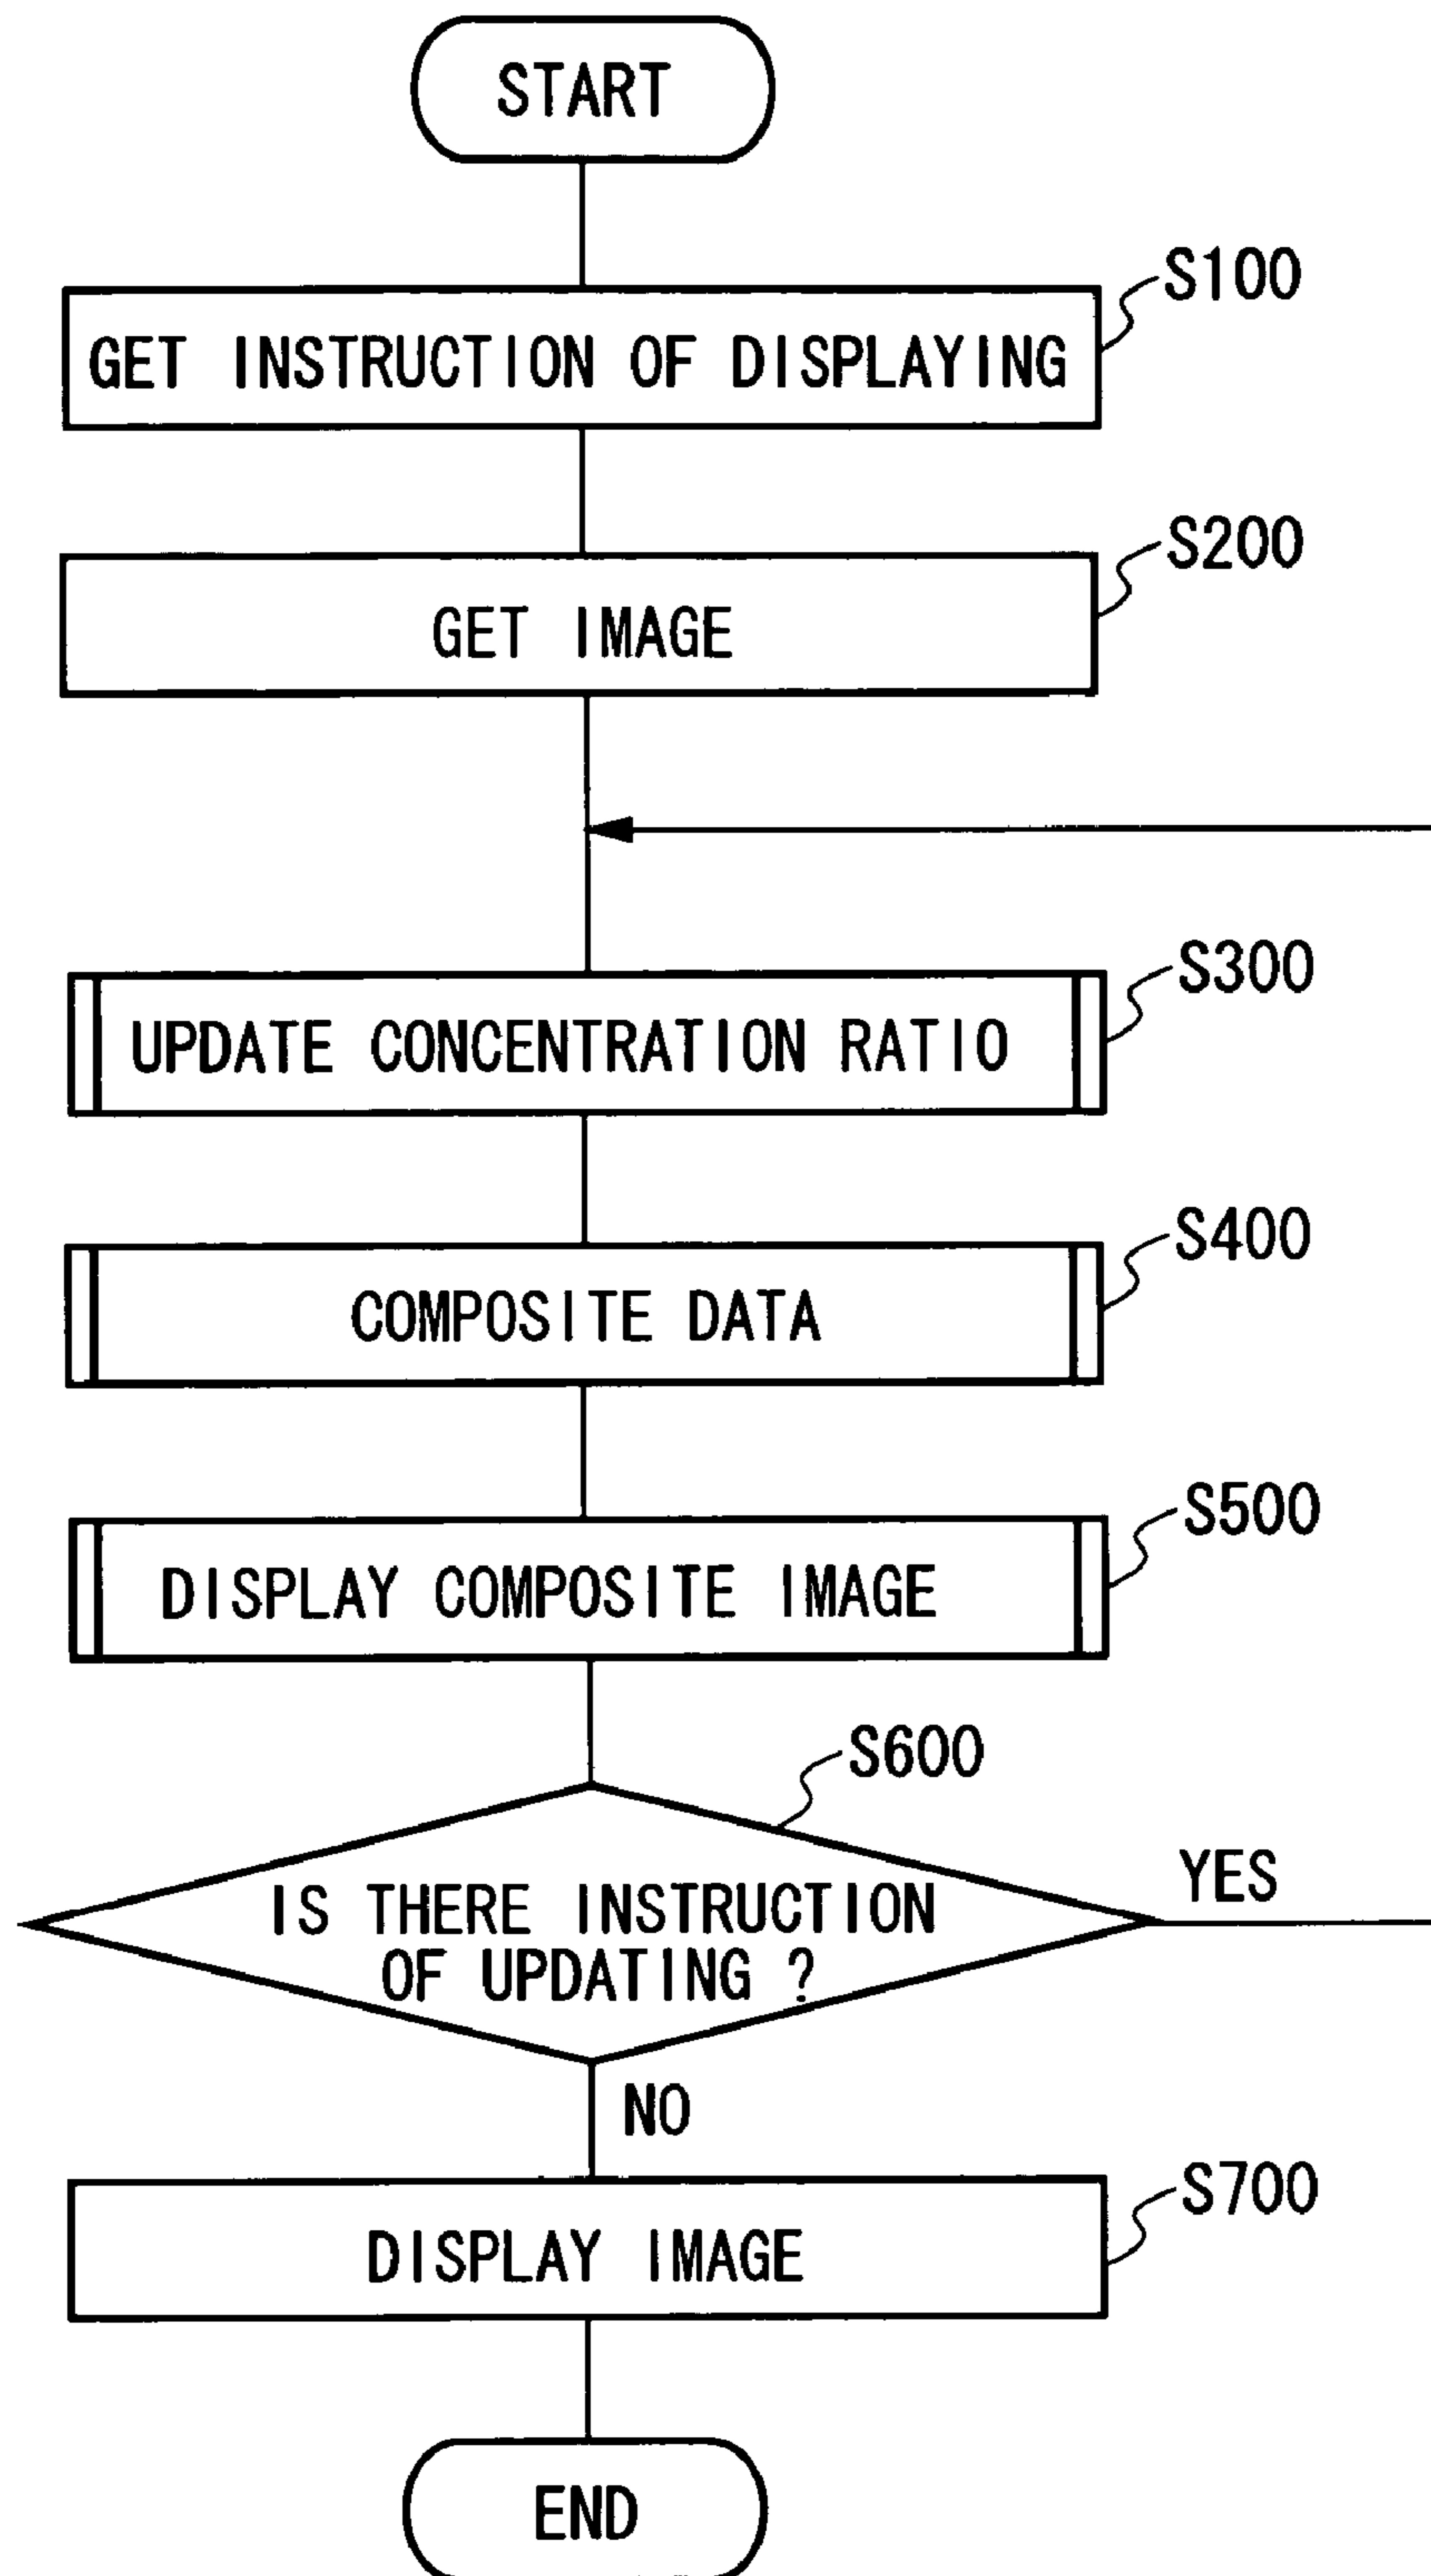 START
S100
GET INSTRUCTION OF DISPLAYING
S200
GET IMAGE
S300
UPDATE CONCENTRATION RATIO
S400
COMPOSITE DATA
S500
DISPLAY COMPOSITE IMAGE
S600
YES
IS THERE INSTRUCTION
OF UPDATING ?
NO
S700
DISPLAY IMAGE
END